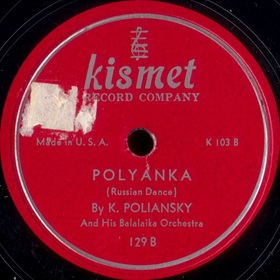 kismet
RECORD COMPANY
Made in U. S. A.
K 103 B
POLYANKA
(Russian Dance)
By K. POLIANSKY
And His Balalaika Orchestra
129 B